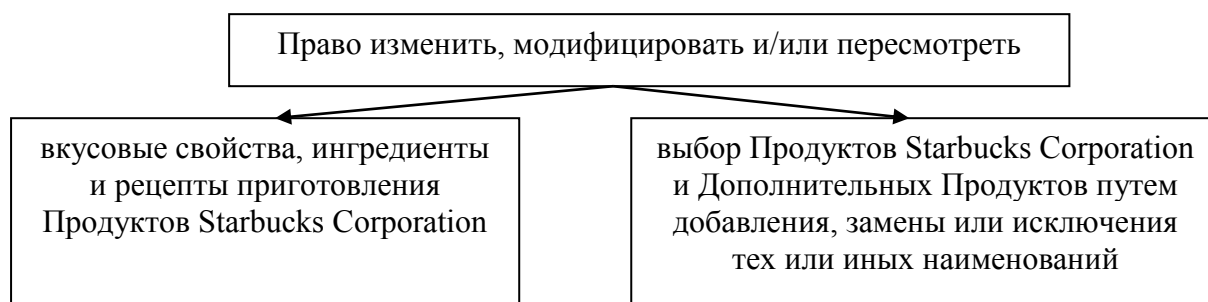 Право изменить, модифицировать и/или пересмотреть
вкусовые свойства, ингредиенты
и рецепты приготовления
Продуктов Starbucks Corporation
выбор Продуктов Starbucks Corporation
и Дополнительных Продуктов путем
добавления, замены или исключения
тех или иных наименований